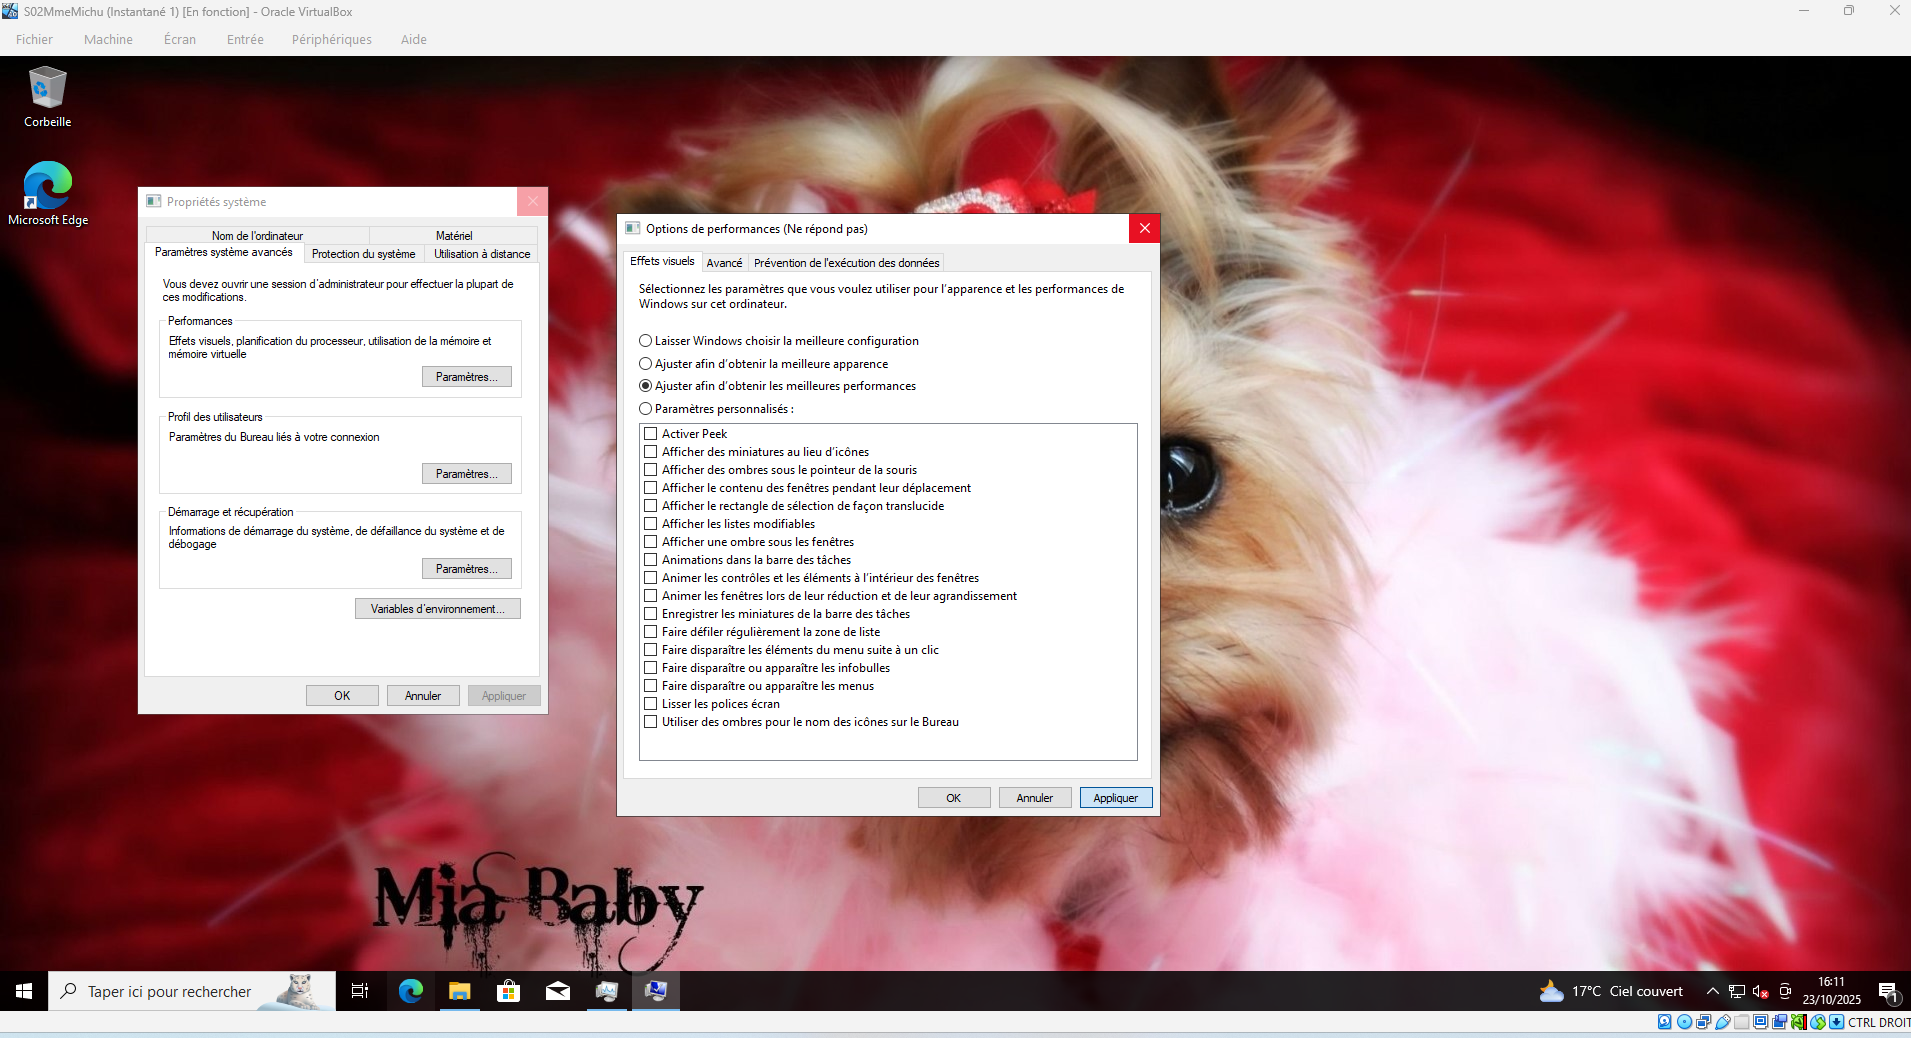 S02MmeMichu (Instantané 1) [En fonction] - Oracle VirtualBox
Fichier Machine Écran Entrée Périphériques Aide
Corbeille
Microsoft Edge
Propriétés système
Nom de l'ordinateur Matériel
Paramètres système avancés Protection du système Utilisation à distance
Vous devez ouvrir une session d'administrateur pour effectuer la plupart de
ces modifications.
Performances
Effets visuels, planification du processeur, utilisation de la mémoire et
mémoire virtuelle
Paramètres...
Profil des utilisateurs
Paramètres du Bureau liés à votre connexion
Paramètres...
Démarrage et récupération
Informations de démarrage du système, de défaillance du système et de
débogage
Paramètres...
Variables d'environnement...
OK Annuler Appliquer
Options de performances (Ne répond pas)
Effets visuels Avancé Prévention de l'exécution des données
Sélectionnez les paramètres que vous voulez utiliser pour l'apparence et les performances de
Windows sur cet ordinateur.
Laisser Windows choisir la meilleure configuration
Ajuster afin d'obtenir la meilleure apparence
Ajuster afin d'obtenir les meilleures performances
Paramètres personnalisés :
Activer Peek
Afficher des miniatures au lieu d'icônes
Afficher des ombres sous le pointeur de la souris
Afficher le contenu des fenêtres pendant leur déplacement
Afficher le rectangle de sélection de façon translucide
Afficher les listes modifiables
Afficher une ombre sous les fenêtres
Animations dans la barre des tâches
Animer les contrôles et les éléments à l'intérieur des fenêtres
Animer les fenêtres lors de leur réduction et de leur agrandissement
Enregistrer les miniatures de la barre des tâches
Faire défiler régulièrement la zone de liste
Faire disparaître les éléments du menu suite à un clic
Faire disparaître ou apparaître les infobulles
Faire disparaître ou apparaître les menus
Lisser les polices écran
Utiliser des ombres pour le nom des icônes sur le Bureau
OK Annuler Appliquer
Mia Baby
Taper ici pour rechercher
17°C Ciel couvert
16:11
23/10/2025
1
CTRL DROIT